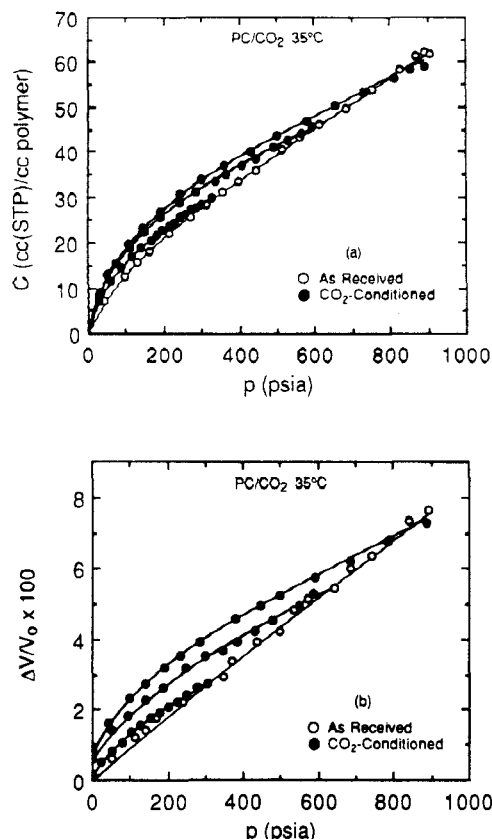 70
60
50
40
30
20
10
0
C (cc(STP)/cc polymer)
PC/CO₂ 35°C
(a)
○ As Received
● CO₂-Conditioned
0 200 400 600 800 1000
p (psia)
8
6
4
2
0
ΔV/V₀ x 100
PC/CO₂ 35°C
(b)
○ As Received
● CO₂-Conditioned
0 200 400 600 800 1000
p (psia)